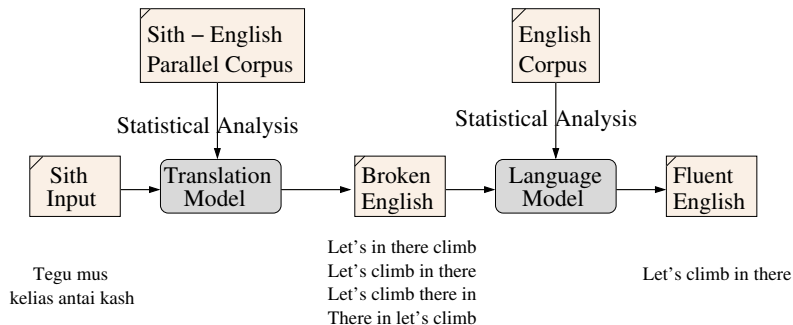 Sith – English
Parallel Corpus
English
Corpus
Statistical Analysis
Statistical Analysis
Sith
Input
Translation
Model
Broken
English
Language
Model
Fluent
English
Tegu mus
kelias antai kash
Let's in there climb
Let's climb in there
Let's climb there in
There in let's climb
Let's climb in there